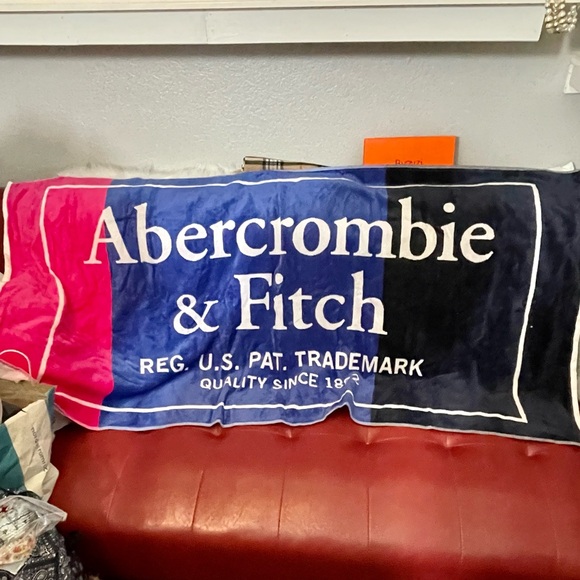 Abercrombie
& Fitch
REG. U.S. PAT. TRADEMARK
QUALITY SINCE